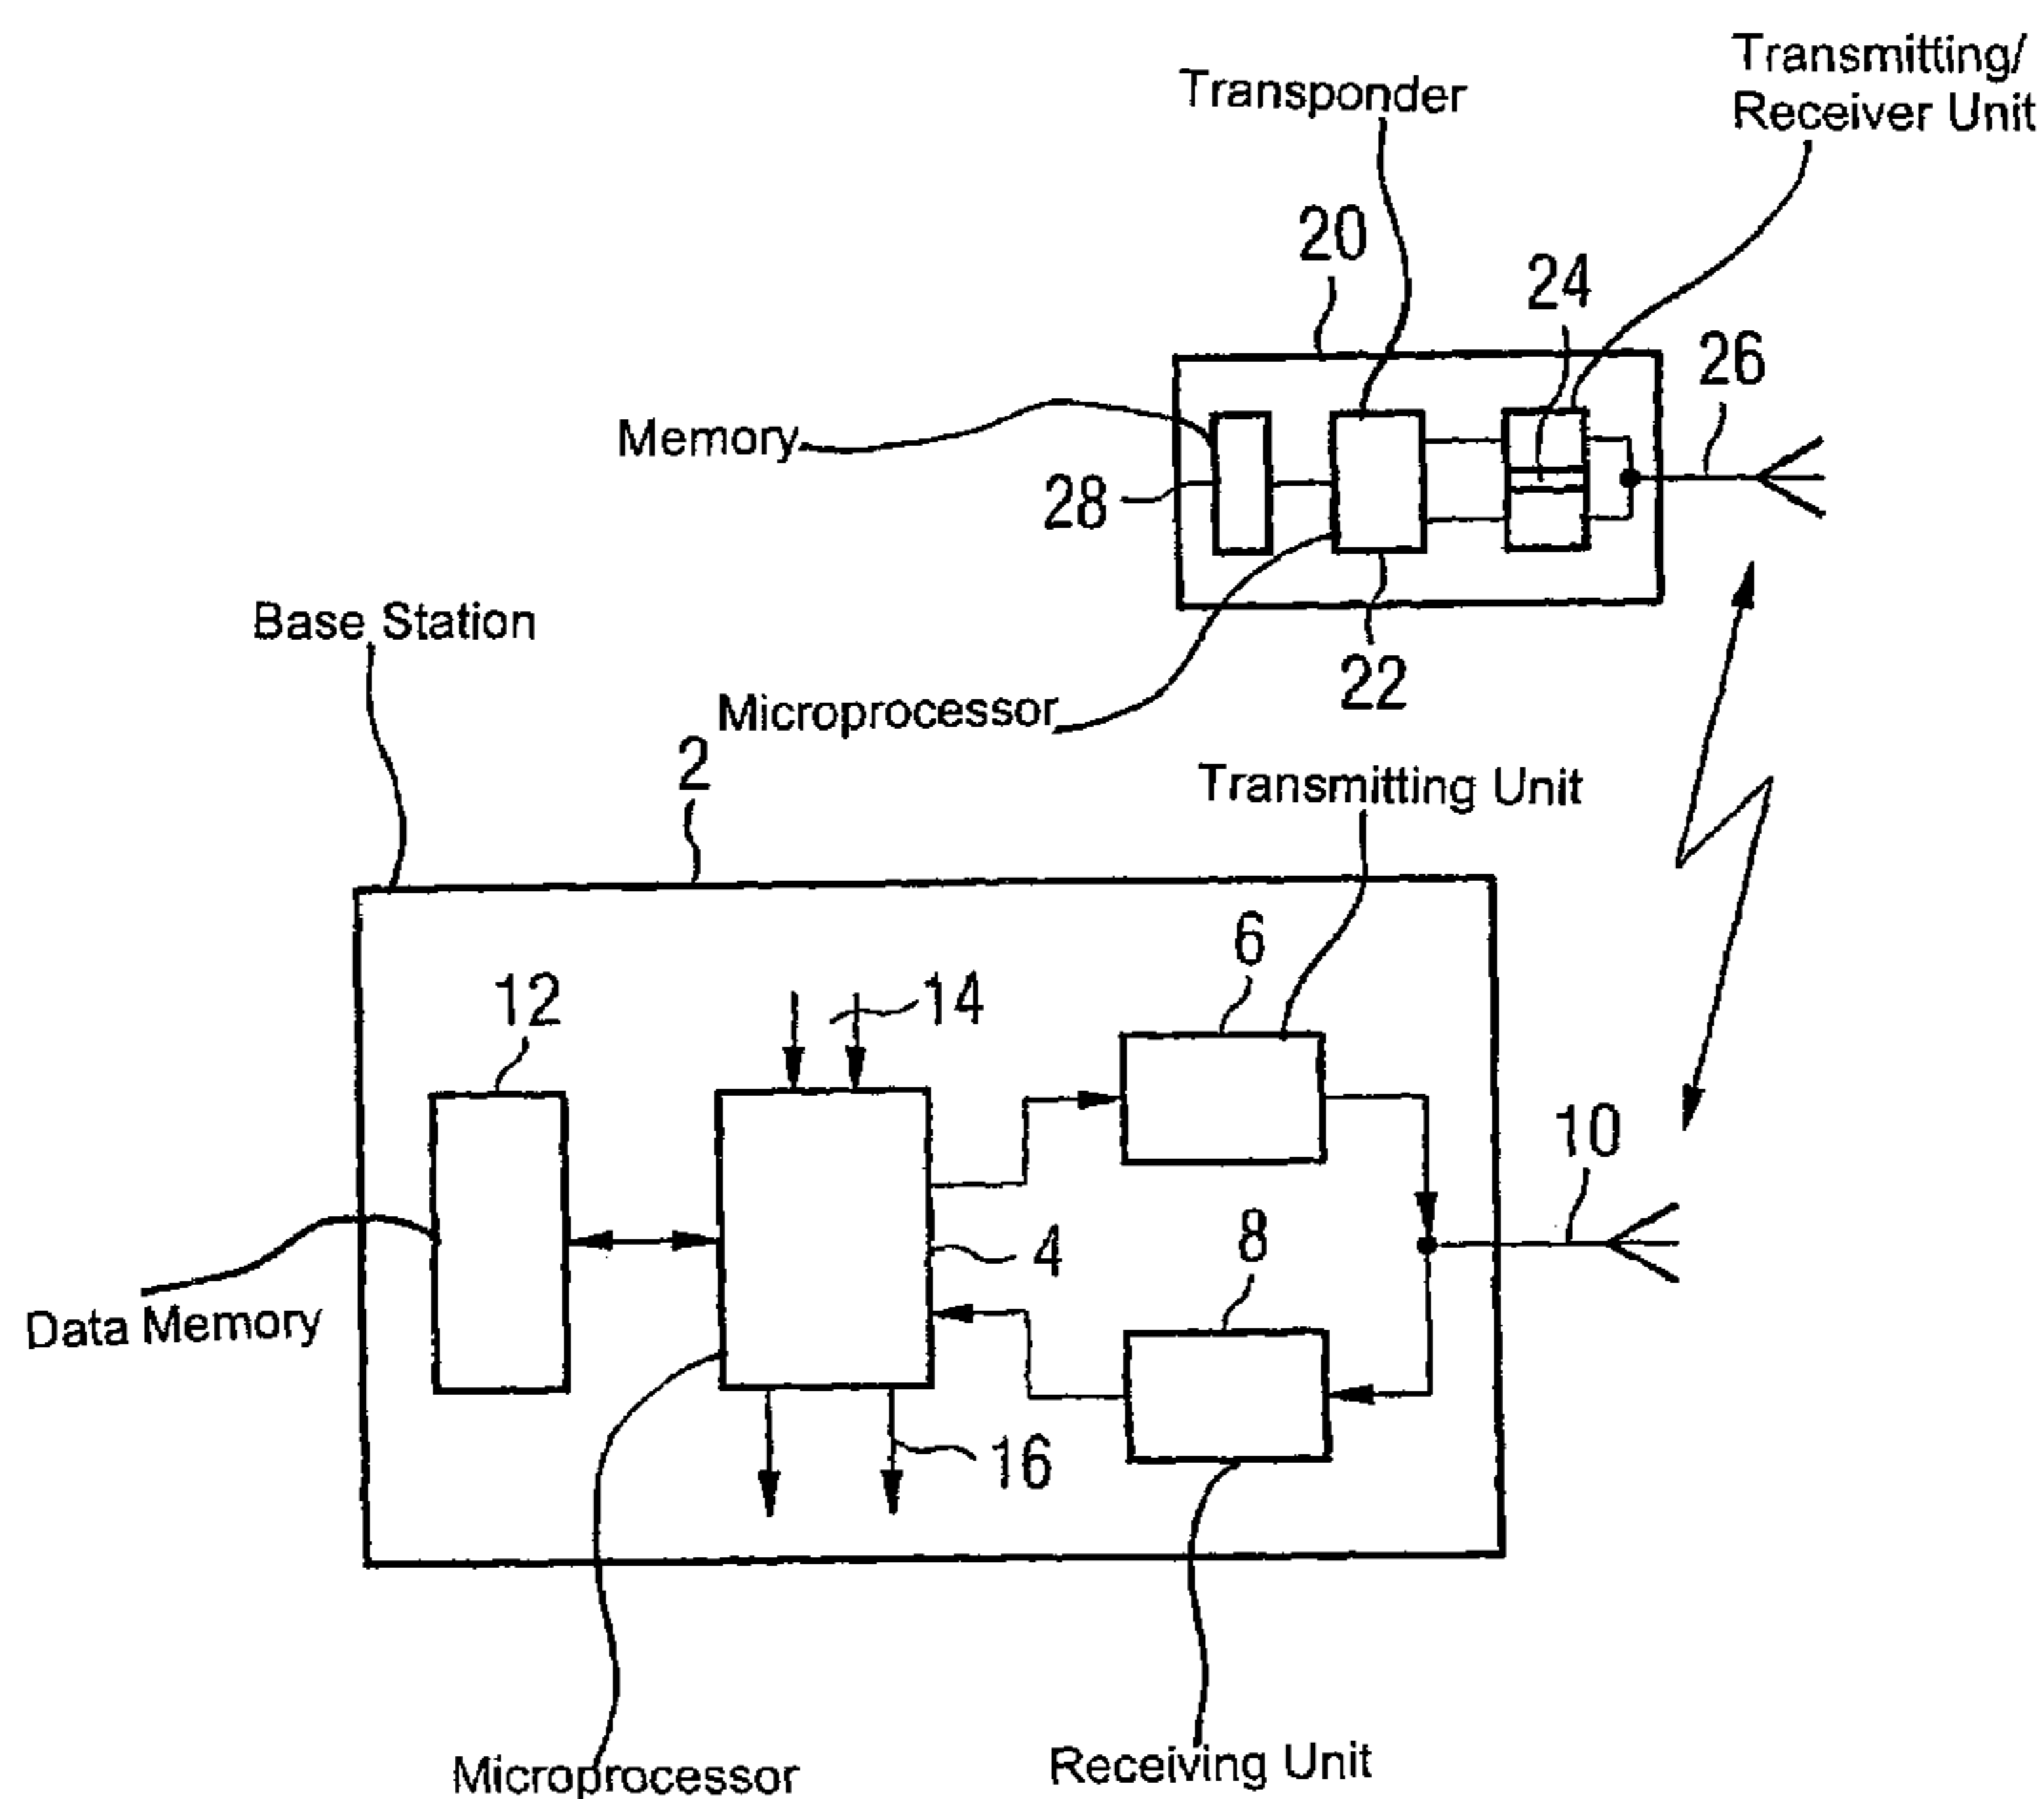 Transmitting/
Receiver Unit
Transponder
20
24
26
Memory
28
Base Station
22
Microprocessor
2
Transmitting Unit
6
12
14
10
4
8
Data Memory
16
Microprocessor
Receiving Unit